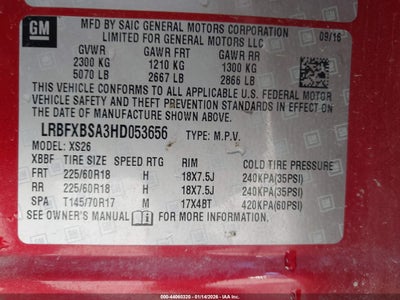 GM
MFD BY SAIC GENERAL MOTORS CORPORATION
LIMITED FOR GENERAL MOTORS LLC
09/16
GVWR GAWR FRT GAWR RR
2300 KG 1210 KG 1300 KG
5070 LB 2667 LB 2866 LB
THIS VEHICLE CONFORMS TO ALL APPLICABLE U.S. FEDERAL MOTOR
VEHICLE SAFETY AND THEFT PREVENTION STANDARDS IN EFFECT ON
THE DATE OF MANUFACTURE SHOWN ABOVE.
LRBFXBSA3HD053656 TYPE: M.P.V.
MODEL: XS26
XBBF TIRE SIZE SPEED RTG RIM COLD TIRE PRESSURE
FRT 225/60R18 H 18X7.5J 240KPA(35PSI)
RR 225/60R18 H 18X7.5J 240KPA(35PSI)
SPA T145/70R17 M 17X4BT 420KPA(60PSI)
SEE OWNER'S MANUAL FOR MORE INFORMATION.
000-44060320 - 01/14/2026 - IAA Inc.